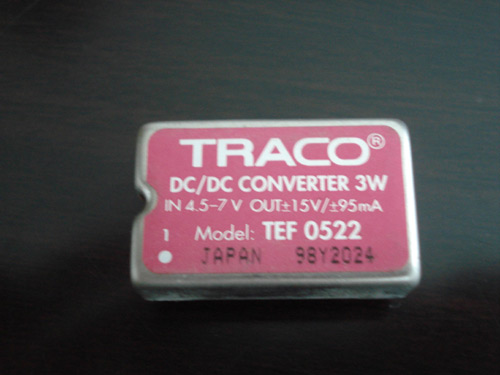 TRACO®
DC/DC CONVERTER 3W
IN 4.5-7 V OUT±15V/±95mA
1 Model: TEF 0522
JAPAN 98Y2024